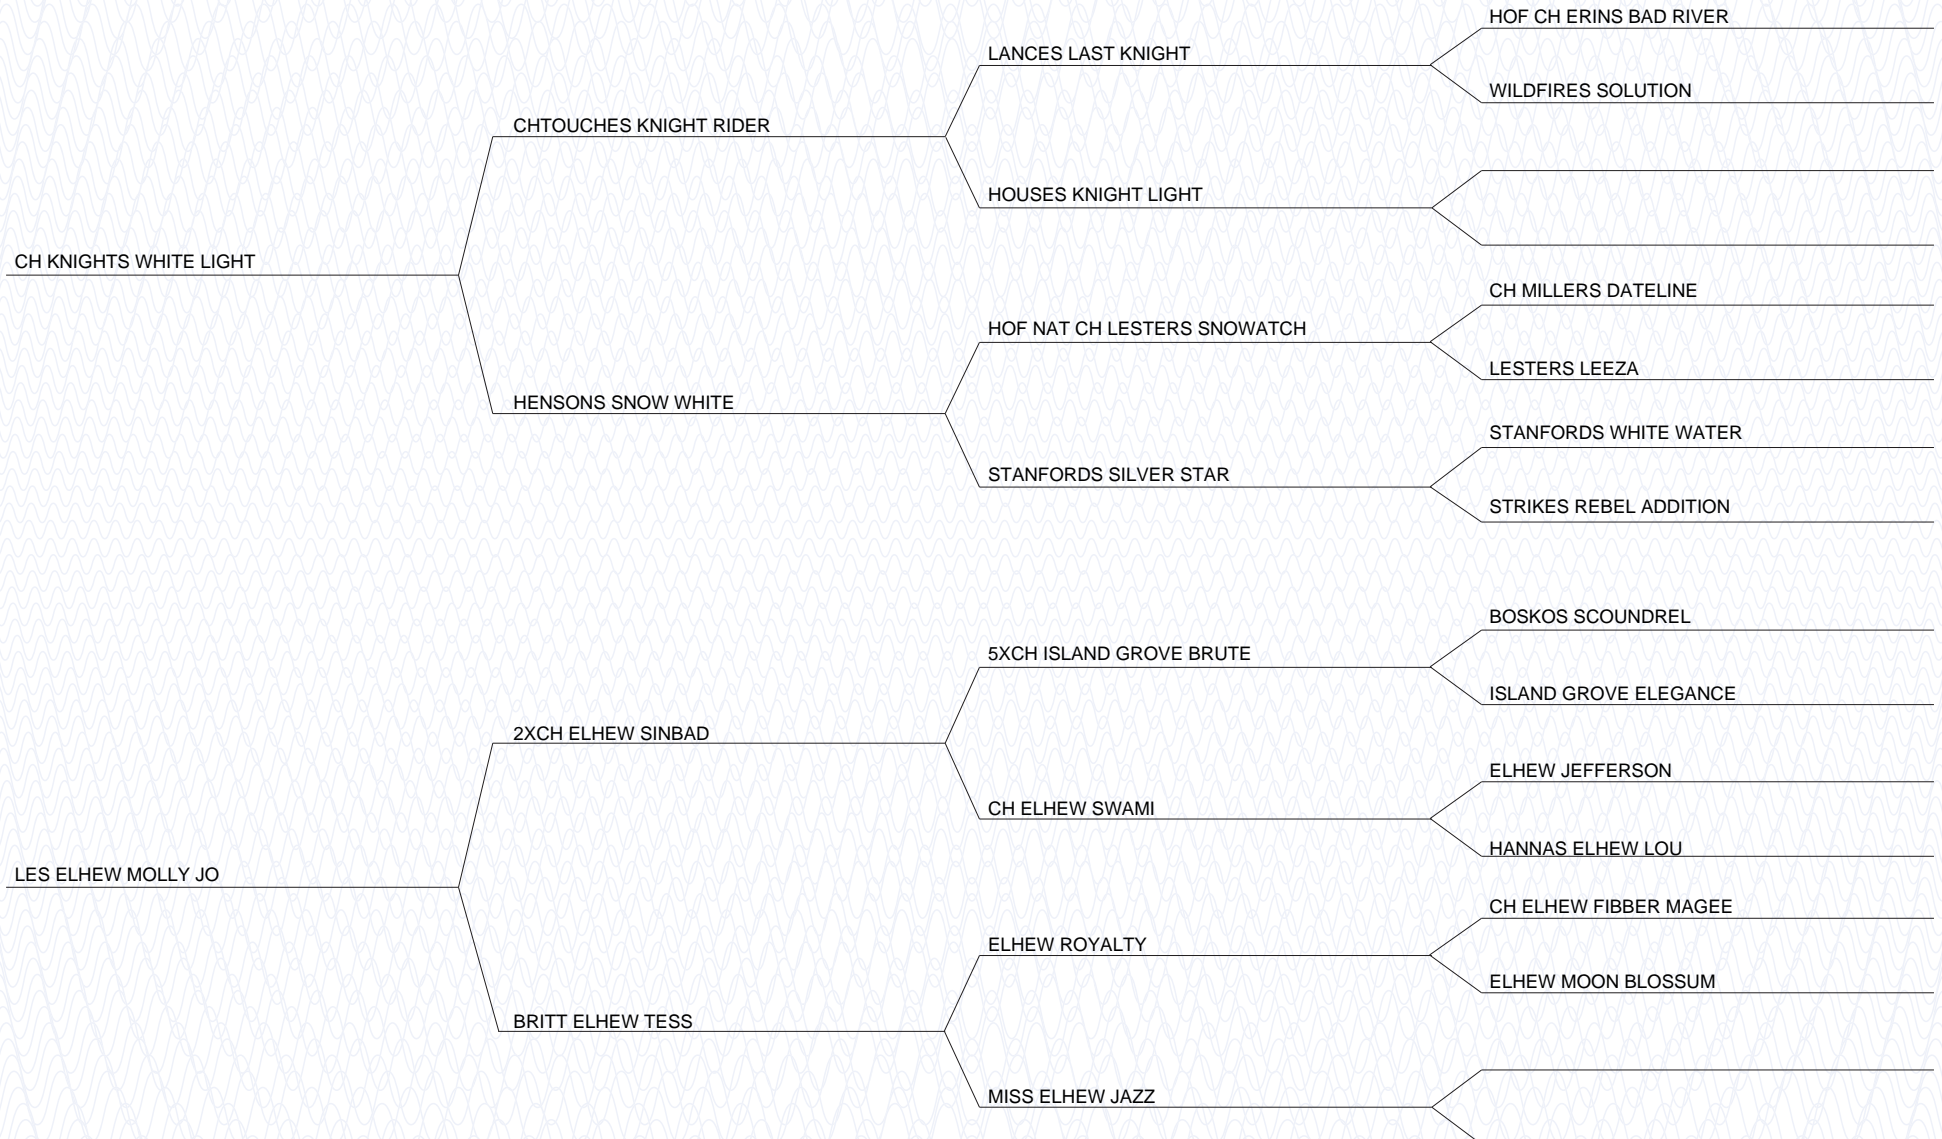 HOF CH ERINS BAD RIVER
LANCES LAST KNIGHT
WILDFIRES SOLUTION
CHTOUCHES KNIGHT RIDER
HOUSES KNIGHT LIGHT
CH KNIGHTS WHITE LIGHT
CH MILLERS DATELINE
HOF NAT CH LESTERS SNOWATCH
LESTERS LEEZA
HENSONS SNOW WHITE
STANFORDS WHITE WATER
STANFORDS SILVER STAR
STRIKES REBEL ADDITION
BOSKOS SCOUNDREL
5XCH ISLAND GROVE BRUTE
ISLAND GROVE ELEGANCE
2XCH ELHEW SINBAD
ELHEW JEFFERSON
CH ELHEW SWAMI
HANNAS ELHEW LOU
LES ELHEW MOLLY JO
CH ELHEW FIBBER MAGEE
ELHEW ROYALTY
ELHEW MOON BLOSSUM
BRITT ELHEW TESS
MISS ELHEW JAZZ